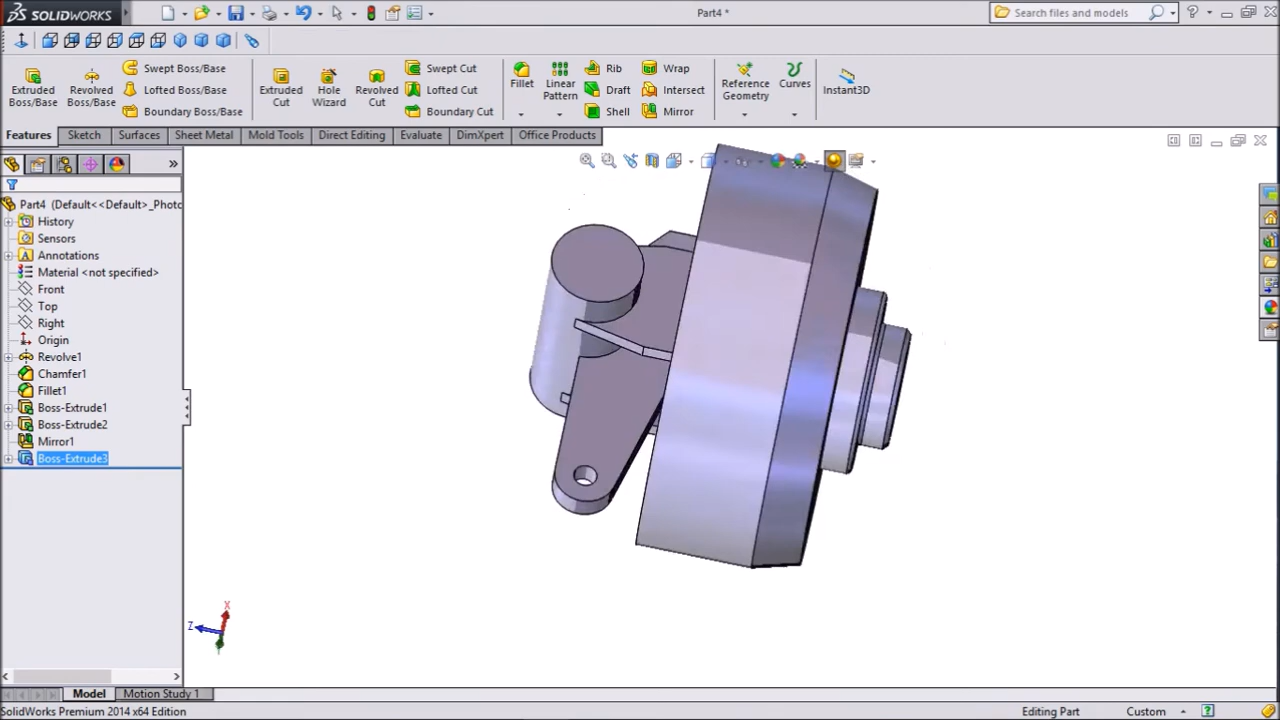 SOLIDWORKS
Part4 *
Search files and models
Extruded Boss/Base
Revolved Boss/Base
Swept Boss/Base
Lofted Boss/Base
Boundary Boss/Base
Extruded Cut
Hole Wizard
Revolved Cut
Swept Cut
Lofted Cut
Boundary Cut
Fillet
Linear Pattern
Rib
Draft
Shell
Wrap
Intersect
Mirror
Reference Geometry
Curves
Instant3D
Features
Sketch
Surfaces
Sheet Metal
Mold Tools
Direct Editing
Evaluate
DimXpert
Office Products
Part4 (Default<<Default>_Photo
History
Sensors
Annotations
Material <not specified>
Front
Top
Right
Origin
Revolve1
Chamfer1
Fillet1
Boss-Extrude1
Boss-Extrude2
Mirror1
Boss-Extrude3
X
Z
Y
Model
Motion Study 1
SolidWorks Premium 2014 x64 Edition
Editing Part
Custom